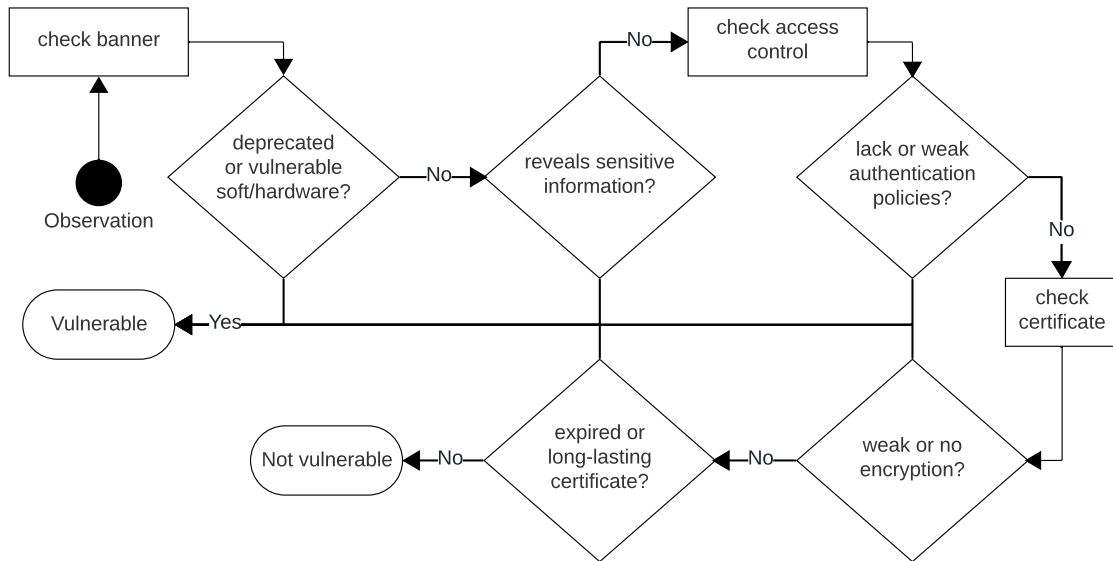 check banner
Observation
deprecated
or vulnerable
soft/hardware?
No
reveals sensitive
information?
No
check access
control
lack or weak
authentication
policies?
No
check
certificate
weak or no
encryption?
No
expired or
long-lasting
certificate?
No
Not vulnerable
Yes
Vulnerable